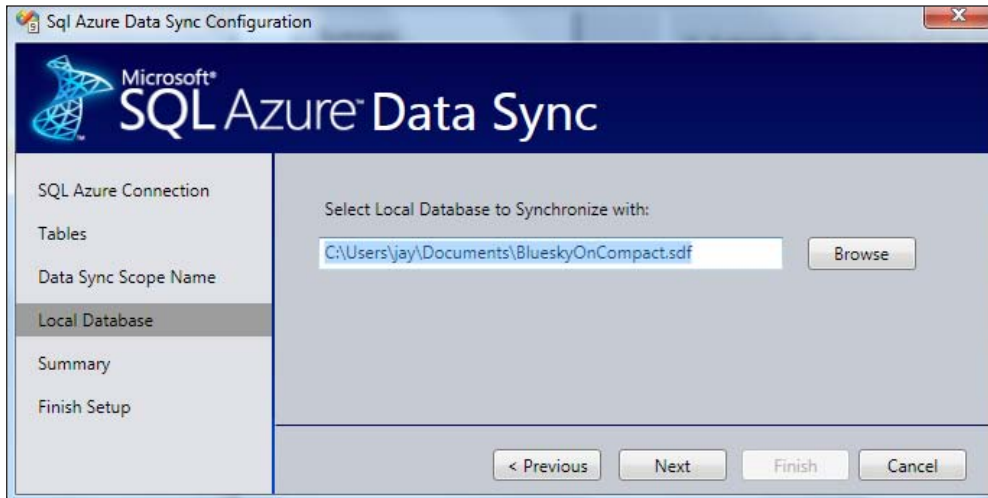 Sql Azure Data Sync Configuration
Microsoft®
SQL Azure™ Data Sync
SQL Azure Connection
Tables
Data Sync Scope Name
Local Database
Summary
Finish Setup
Select Local Database to Synchronize with:
C:\Users\jay\Documents\BlueskyOnCompact.sdf
Browse
< Previous
Next
Finish
Cancel